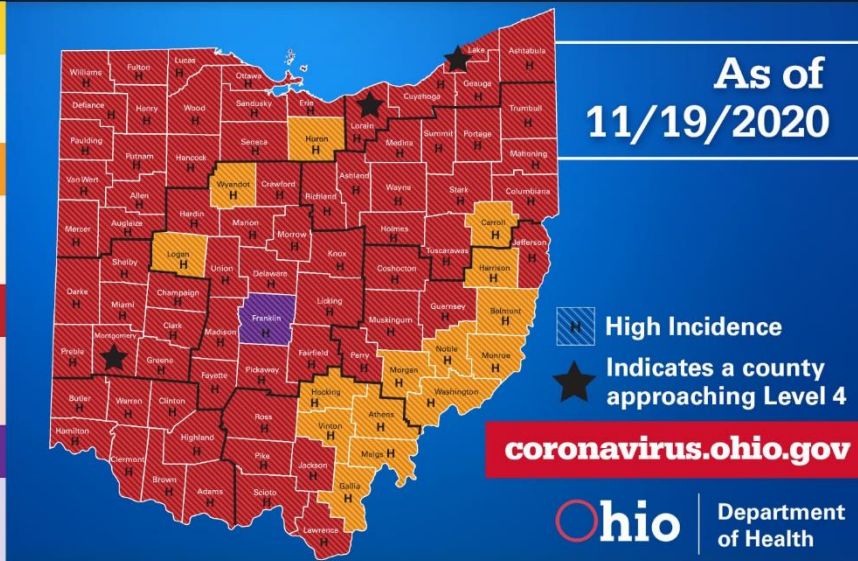 As of
11/19/2020
Williams
H
Fulton
H
Lucas
H
Ottawa
H
Lake
Ashtabula
H
Defiance
H
Henry
H
Wood
H
Sandusky
H
Erie
H
Lorain
H
Cuyahoga
H
Geauga
H
Trumbull
H
Paulding
H
Putnam
H
Hancock
H
Seneca
H
Huron
H
Medina
H
Summit
H
Portage
H
Mahoning
H
Van Wert
H
Allen
H
Wyandot
H
Crawford
H
Richland
H
Ashland
H
Wayne
H
Stark
H
Columbiana
H
Mercer
H
Auglaize
H
Hardin
H
Marion
H
Morrow
H
Holmes
H
Carroll
H
Jefferson
H
Logan
H
Union
H
Delaware
H
Knox
H
Coshocton
H
Tuscarawas
H
Harrison
H
Darke
H
Shelby
H
Miami
H
Champaign
H
Clark
H
Franklin
H
Licking
H
Muskingum
H
Guernsey
H
Belmont
H
Preble
H
Montgomery
Greene
H
Madison
H
Fayette
H
Pickaway
H
Fairfield
H
Perry
H
Morgan
H
Noble
H
Monroe
H
Washington
H
Butler
H
Warren
H
Clinton
H
Ross
H
Hocking
H
Athens
H
Hamilton
H
Clermont
H
Brown
H
Highland
H
Pike
H
Vinton
H
Meigs H
Adams
H
Scioto
H
Jackson
H
Gallia
H
Lawrence
H
H High Incidence
Indicates a county
approaching Level 4
coronavirus.ohio.gov
Ohio
Department
of Health